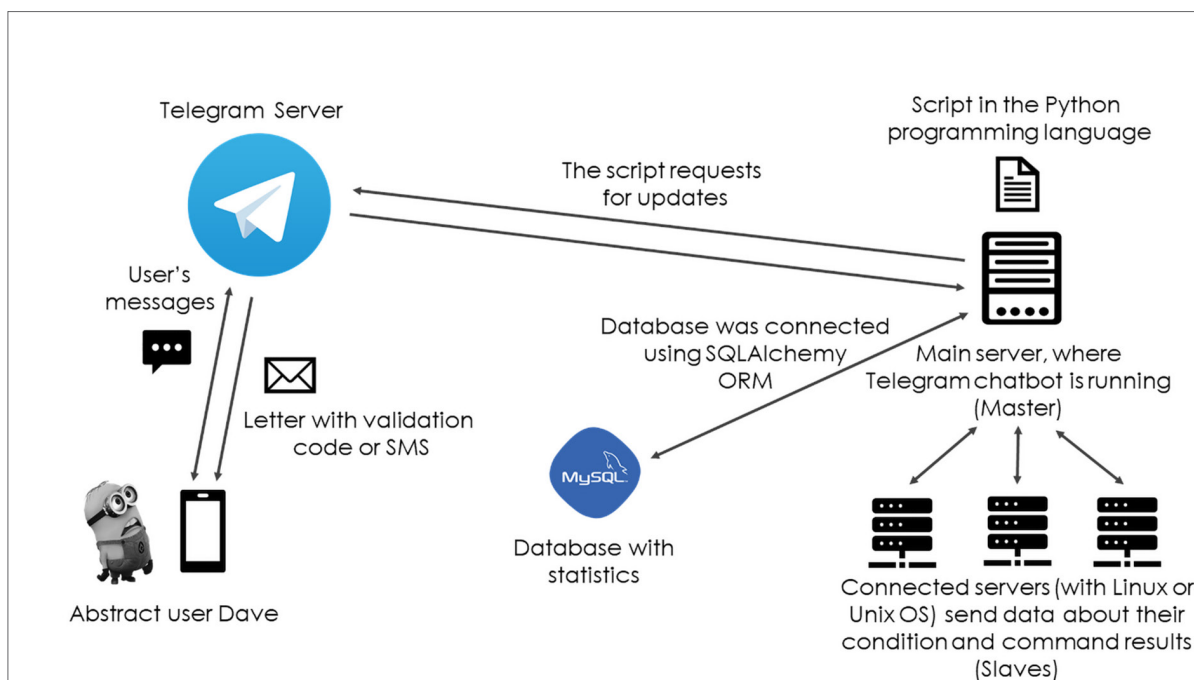 Telegram Server
Script in the Python
programming language
The script requests
for updates
User's
messages
Database was connected
using SQLAlchemy
ORM
Main server, where
Telegram chatbot is running
(Master)
Letter with validation
code or SMS
MySQL
Database with
statistics
Abstract user Dave
Connected servers (with Linux or
Unix OS) send data about their
condition and command results
(Slaves)